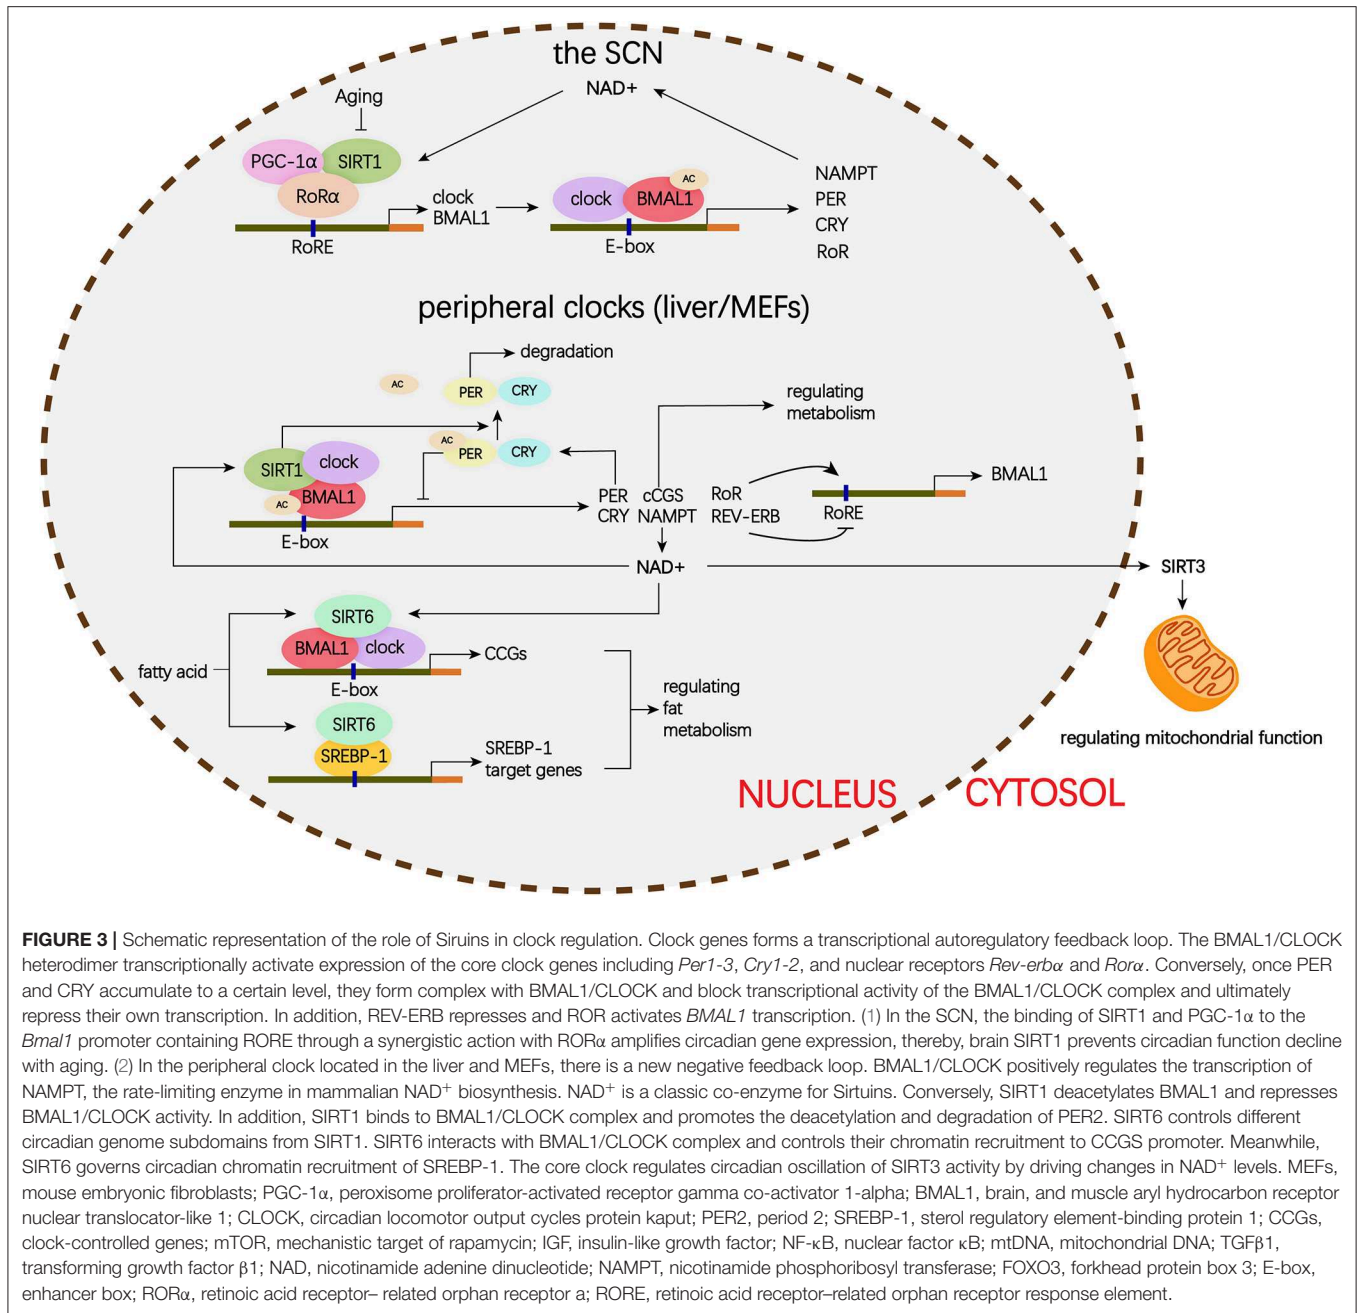 the SCN
NAD+
Aging
PGC-1α
SIRT1
RoRα
RoRE
clock
BMAL1
clock
BMAL1
AC
E-box
NAMPT
PER
CRY
RoR
peripheral clocks (liver/MEFs)
degradation
AC
PER
CRY
AC
PER
CRY
regulating
metabolism
SIRT1
clock
AC
BMAL1
E-box
PER
CRY
cCGS
NAMPT
RoR
REV-ERB
RoRE
BMAL1
NAD+
SIRT3
SIRT6
BMAL1
clock
E-box
CCGs
fatty acid
SIRT6
SREBP-1
SREBP-1
target genes
regulating
fat
metabolism
regulating mitochondrial function
NUCLEUS
CYTOSOL
FIGURE 3 | Schematic representation of the role of Siruins in clock regulation. Clock genes forms a transcriptional autoregulatory feedback loop. The BMAL1/CLOCK
heterodimer transcriptionally activate expression of the core clock genes including Per1-3, Cry1-2, and nuclear receptors Rev-erbα and Rorα. Conversely, once PER
and CRY accumulate to a certain level, they form complex with BMAL1/CLOCK and block transcriptional activity of the BMAL1/CLOCK complex and ultimately
repress their own transcription. In addition, REV-ERB represses and ROR activates BMAL1 transcription. (1) In the SCN, the binding of SIRT1 and PGC-1α to the
Bmal1 promoter containing RORE through a synergistic action with RORα amplifies circadian gene expression, thereby, brain SIRT1 prevents circadian function decline
with aging. (2) In the peripheral clock located in the liver and MEFs, there is a new negative feedback loop. BMAL1/CLOCK positively regulates the transcription of
NAMPT, the rate-limiting enzyme in mammalian NAD⁺ biosynthesis. NAD⁺ is a classic co-enzyme for Sirtuins. Conversely, SIRT1 deacetylates BMAL1 and represses
BMAL1/CLOCK activity. In addition, SIRT1 binds to BMAL1/CLOCK complex and promotes the deacetylation and degradation of PER2. SIRT6 controls different
circadian genome subdomains from SIRT1. SIRT6 interacts with BMAL1/CLOCK complex and controls their chromatin recruitment to CCGS promoter. Meanwhile,
SIRT6 governs circadian chromatin recruitment of SREBP-1. The core clock regulates circadian oscillation of SIRT3 activity by driving changes in NAD⁺ levels. MEFs,
mouse embryonic fibroblasts; PGC-1α, peroxisome proliferator-activated receptor gamma co-activator 1-alpha; BMAL1, brain, and muscle aryl hydrocarbon receptor
nuclear translocator-like 1; CLOCK, circadian locomotor output cycles protein kaput; PER2, period 2; SREBP-1, sterol regulatory element-binding protein 1; CCGs,
clock-controlled genes; mTOR, mechanistic target of rapamycin; IGF, insulin-like growth factor; NF-κB, nuclear factor κB; mtDNA, mitochondrial DNA; TGFβ1,
transforming growth factor β1; NAD, nicotinamide adenine dinucleotide; NAMPT, nicotinamide phosphoribosyl transferase; FOXO3, forkhead protein box 3; E-box,
enhancer box; RORα, retinoic acid receptor– related orphan receptor a; RORE, retinoic acid receptor–related orphan receptor response element.